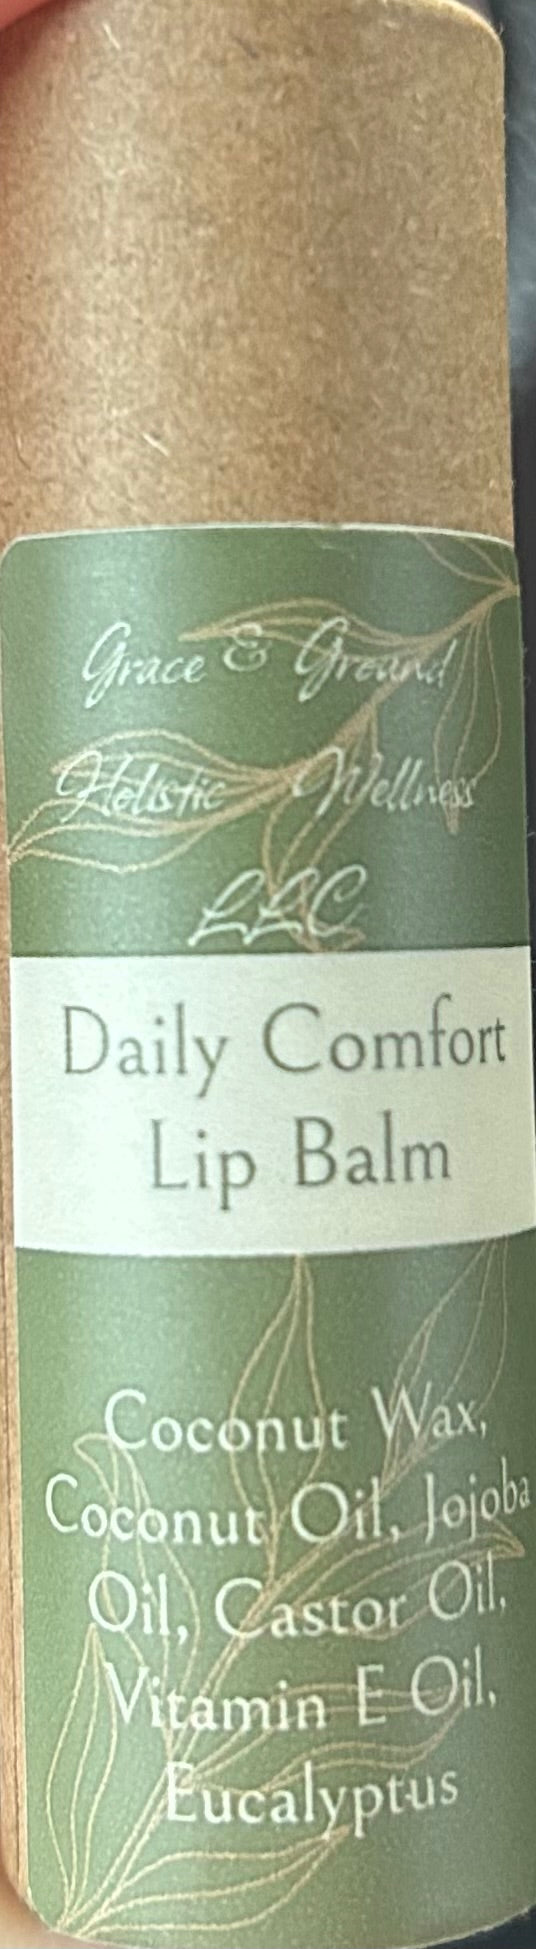 Grace & Ground
Holistic Wellness
LLC
Daily Comfort
Lip Balm
Coconut Wax,
Coconut Oil, Jojoba
Oil, Castor Oil,
Vitamin E Oil,
Eucalyptus